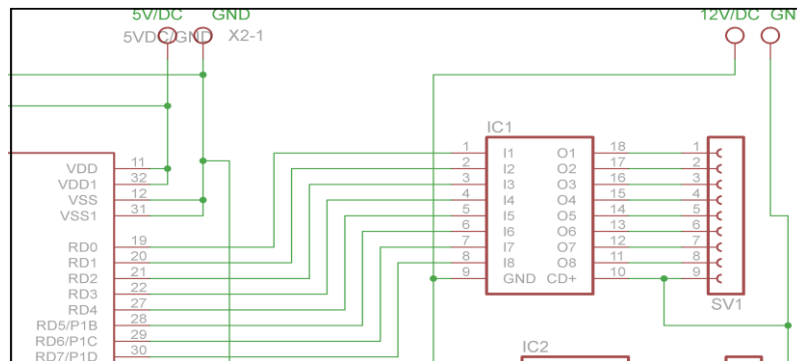 5V/DC GND 12V/DC GN
5VDC/GND X2-1
IC1
VDD 11
VDD1 32
VSS 12
VSS1 31
RD0 19
RD1 20
RD2 21
RD3 22
RD4 27
RD5/P1B 28
RD6/P1C 29
RD7/P1D 30
1 I1 O1 18 1
2 I2 O2 17 2
3 I3 O3 16 3
4 I4 O4 15 4
5 I5 O5 14 5
6 I6 O6 13 6
7 I7 O7 12 7
8 I8 O8 11 8
9 GND CD+ 10 9
SV1
IC2